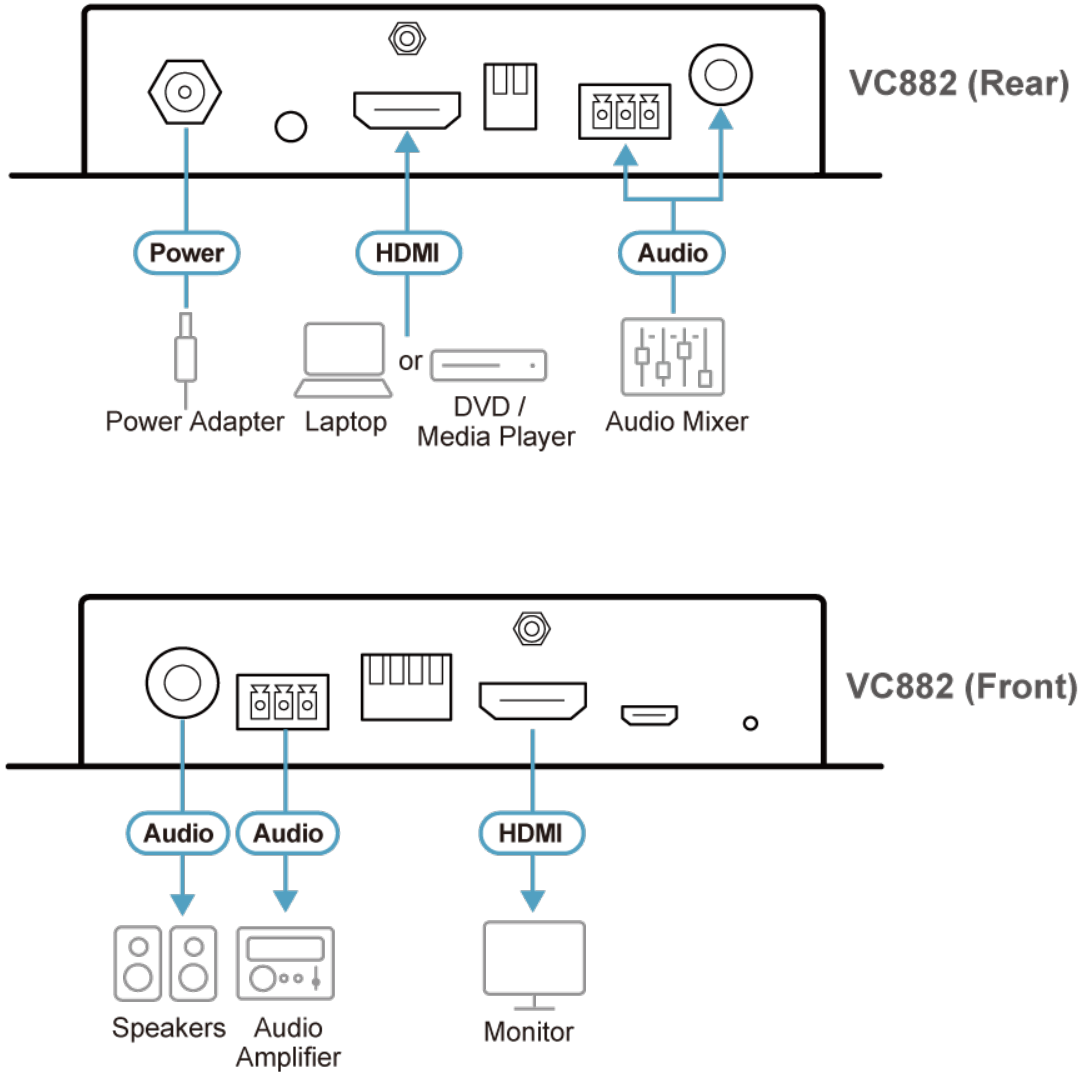 VC882 (Rear)
Power
HDMI
Audio
or
Power Adapter
Laptop
DVD /
Media Player
Audio Mixer
VC882 (Front)
Audio
Audio
HDMI
Speakers
Audio
Amplifier
Monitor